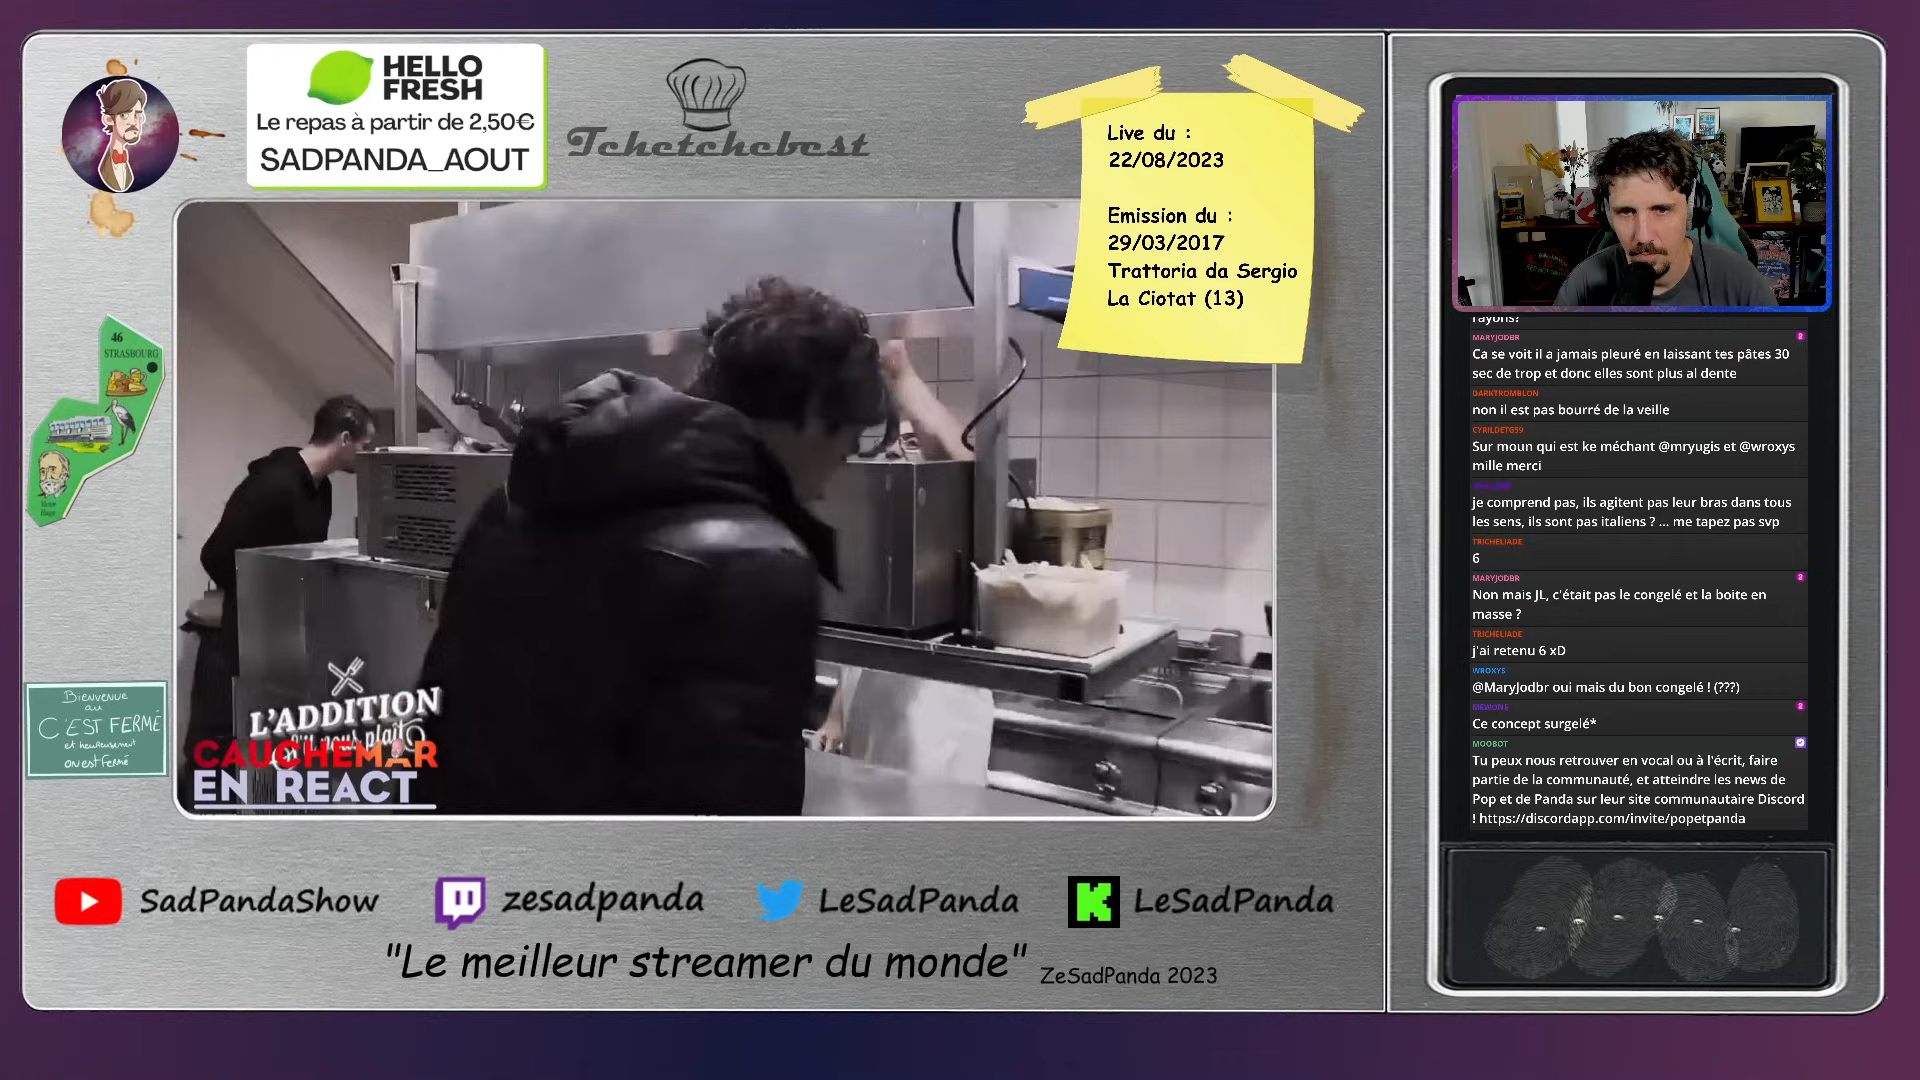 HELLO
FRESH
Le repas à partir de 2,50€
SADPANDA_AOUT
Tchetchebest
Live du :
22/08/2023
Emission du :
29/03/2017
Trattoria da Sergio
La Ciotat (13)
46
STRASBOURG
Victor
Hugo
BIENVENUE
au
C'EST FERMÉ
et heureusement
on est fermé
L'ADDITION
s'il vous plaît
CAUCHEMAR
EN REACT
SadPandaShow
zesadpanda
LeSadPanda
LeSadPanda
"Le meilleur streamer du monde"
ZeSadPanda 2023
rayons?
MARYJODBR
Ca se voit il a jamais pleuré en laissant tes pâtes 30
sec de trop et donc elles sont plus al dente
DARKTROMBLON
non il est pas bourré de la veille
CYRILDETG59
Sur moun qui est ke méchant @mryugis et @wroxys
mille merci
je comprend pas, ils agitent pas leur bras dans tous
les sens, ils sont pas italiens ? ... me tapez pas svp
TRICHELIADE
6
MARYJODBR
Non mais JL, c'était pas le congelé et la boite en
masse ?
TRICHELIADE
j'ai retenu 6 xD
WROXYS
@MaryJodbr oui mais du bon congelé ! (???)
MEWONE
Ce concept surgelé*
MOOBOT
Tu peux nous retrouver en vocal ou à l'écrit, faire
partie de la communauté, et atteindre les news de
Pop et de Panda sur leur site communautaire Discord
! https://discordapp.com/invite/popetpanda